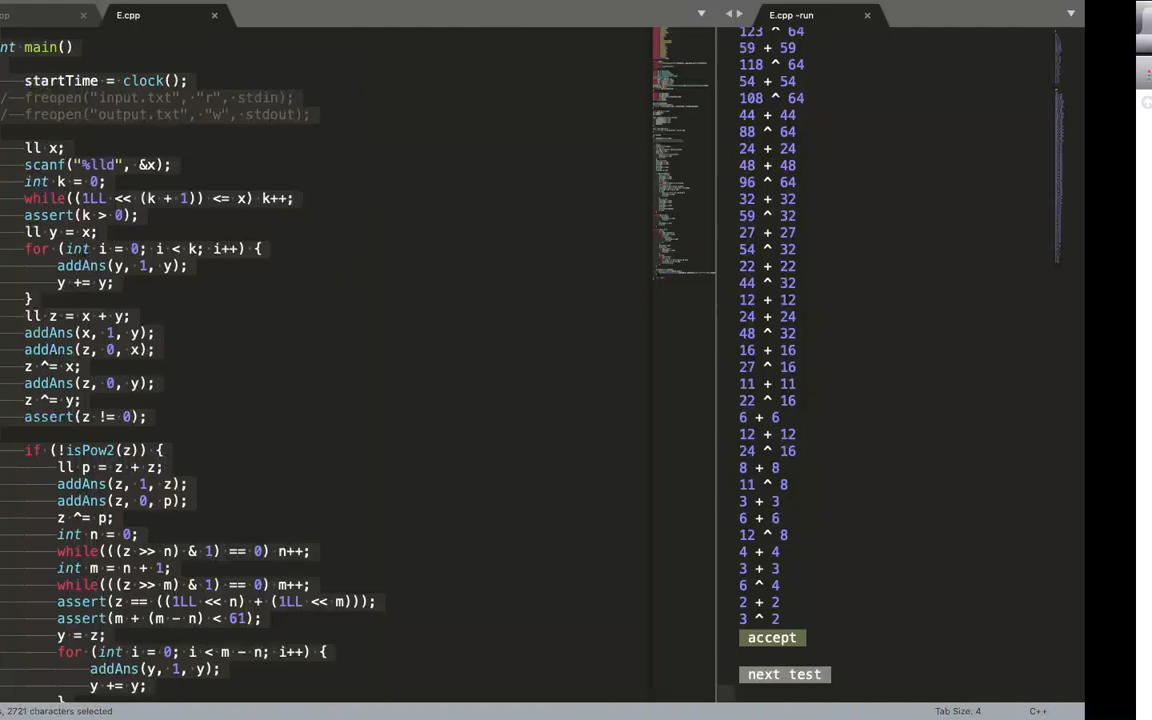 pp
E.cpp
E.cpp -run
nt main()
startTime = clock();
/ freopen("input.txt", "r", stdin);
/ freopen("output.txt", "w", stdout);
ll x;
scanf("%lld", &x);
int k = 0;
while((1LL << (k + 1)) <= x) k++;
assert(k > 0);
ll y = x;
for (int i = 0; i < k; i++) {
addAns(y, 1, y);
y += y;
}
ll z = x + y;
addAns(x, 1, y);
addAns(z, 0, x);
z ^= x;
addAns(z, 0, y);
z ^= y;
assert(z != 0);
if (!isPow2(z)) {
ll p = z + z;
addAns(z, 1, z);
addAns(z, 0, p);
z ^= p;
int n = 0;
while(((z >> n) & 1) == 0) n++;
int m = n + 1;
while(((z >> m) & 1) == 0) m++;
assert(z == ((1LL << n) + (1LL << m)));
assert(m + (m - n) < 61);
y = z;
for (int i = 0; i < m - n; i++) {
addAns(y, 1, y);
y += y;
}
123 ^ 64
59 + 59
118 ^ 64
54 + 54
108 ^ 64
44 + 44
88 ^ 64
24 + 24
48 + 48
96 ^ 64
32 + 32
59 ^ 32
27 + 27
54 ^ 32
22 + 22
44 ^ 32
12 + 12
24 + 24
48 ^ 32
16 + 16
27 ^ 16
11 + 11
22 ^ 16
6 + 6
12 + 12
24 ^ 16
8 + 8
11 ^ 8
3 + 3
6 + 6
12 ^ 8
4 + 4
3 + 3
6 ^ 4
2 + 2
3 ^ 2
accept
next test
, 2721 characters selected
Tab Size, 4
C++